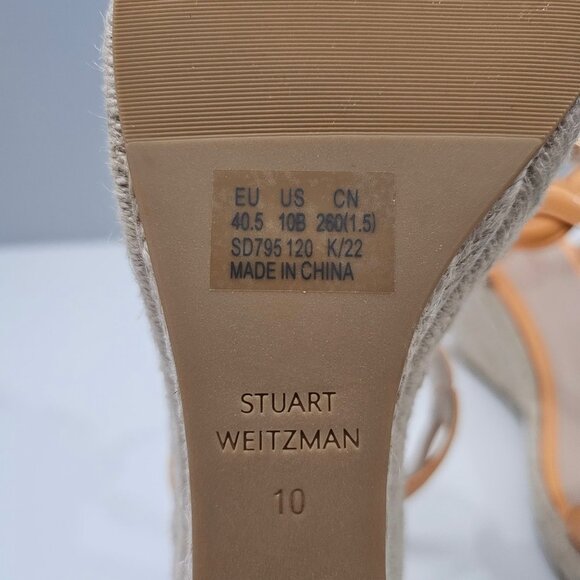 EU US CN
40.5 10B 260(1.5)
SD795 120 K/22
MADE IN CHINA
STUART
WEITZMAN
10